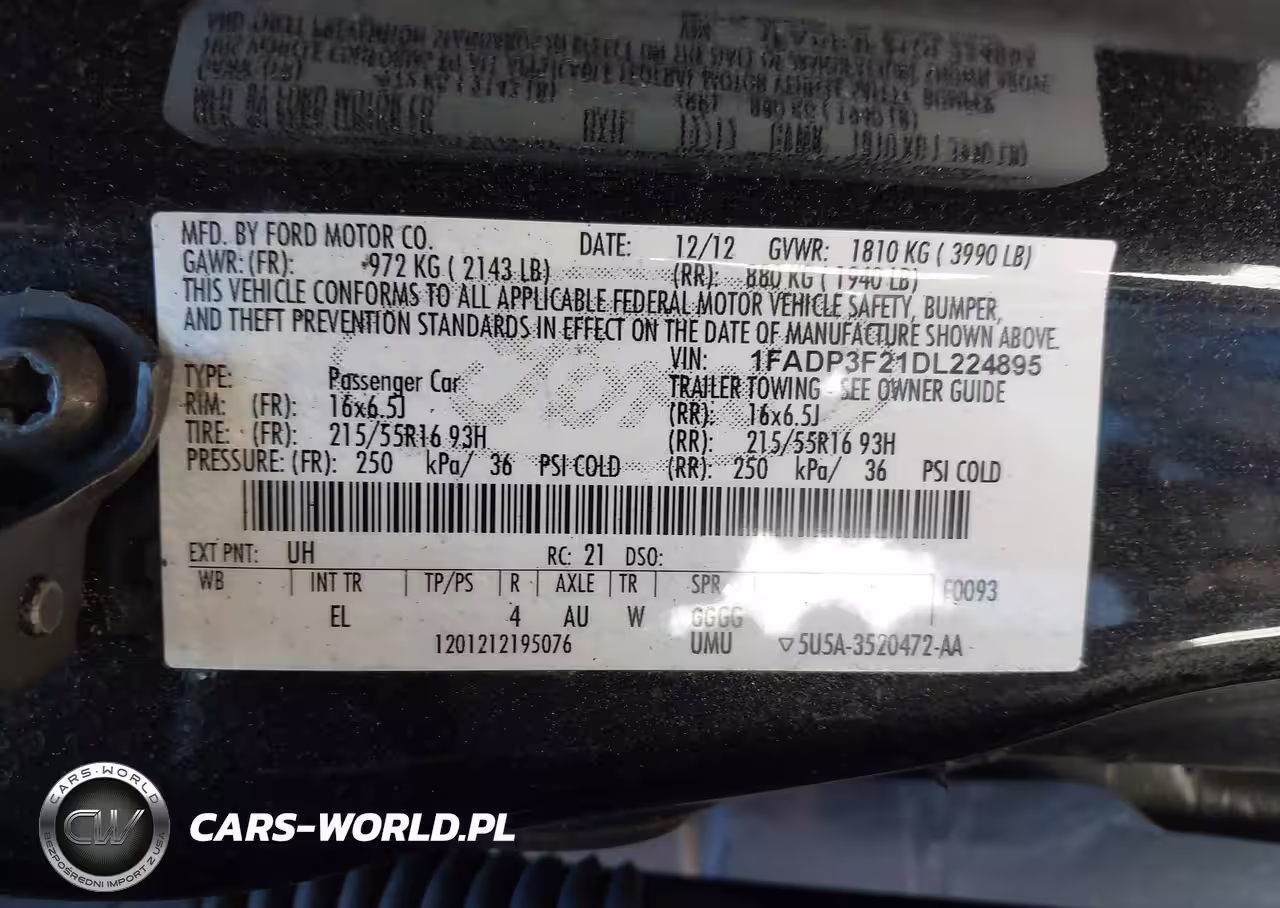 MFD. BY FORD MOTOR CO. DATE: 12/12 GVWR: 1810 KG ( 3990 LB)
GAWR: (FR): 972 KG ( 2143 LB) (RR): 880 KG ( 1940 LB)
THIS VEHICLE CONFORMS TO ALL APPLICABLE FEDERAL MOTOR VEHICLE SAFETY, BUMPER,
AND THEFT PREVENTION STANDARDS IN EFFECT ON THE DATE OF MANUFACTURE SHOWN ABOVE.
VIN: 1FADP3F21DL224895
TYPE: Passenger Car TRAILER TOWING - SEE OWNER GUIDE
RIM: (FR): 16x6.5J (RR): 16x6.5J
TIRE: (FR): 215/55R16 93H (RR): 215/55R16 93H
PRESSURE: (FR): 250 kPa/ 36 PSI COLD (RR): 250 kPa/ 36 PSI COLD
EXT PNT: UH RC: 21 DSO:
WB | INT TR | TP/PS | R | AXLE | TR | SPR F0093
EL 4 AU W GGGG
1201212195076 UMU ▽5U5A-3520472-AA
CARS-WORLD
CW
BEZPOŚREDNI IMPORT Z USA
CARS-WORLD.PL